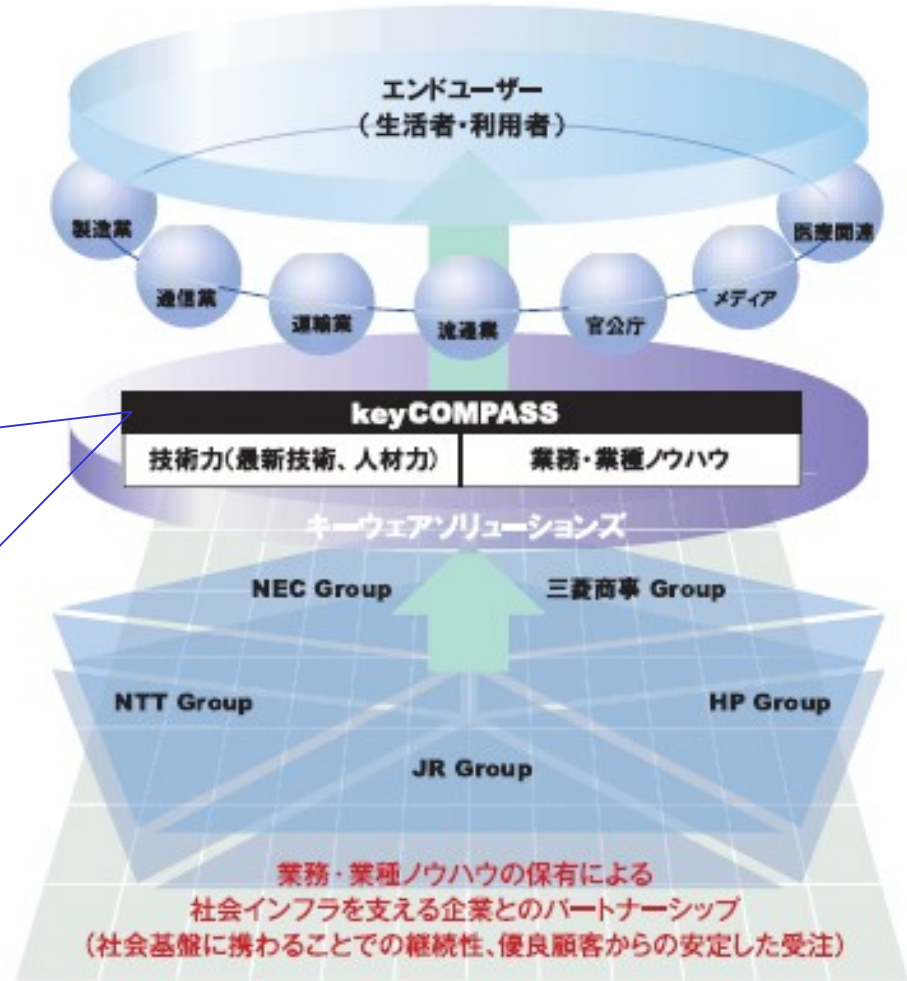 エンドユーザー
（生活者・利用者）
製造業
医療関連
通信業
メディア
運輸業
流通業
官公庁
keyCOMPASS
技術力(最新技術、人材力)
業務・業種ノウハウ
キーウェアソリューションズ
NEC Group
三菱商事 Group
NTT Group
HP Group
JR Group
業務・業種ノウハウの保有による
社会インフラを支える企業とのパートナーシップ
（社会基盤に携わることでの継続性、優良顧客からの安定した受注）